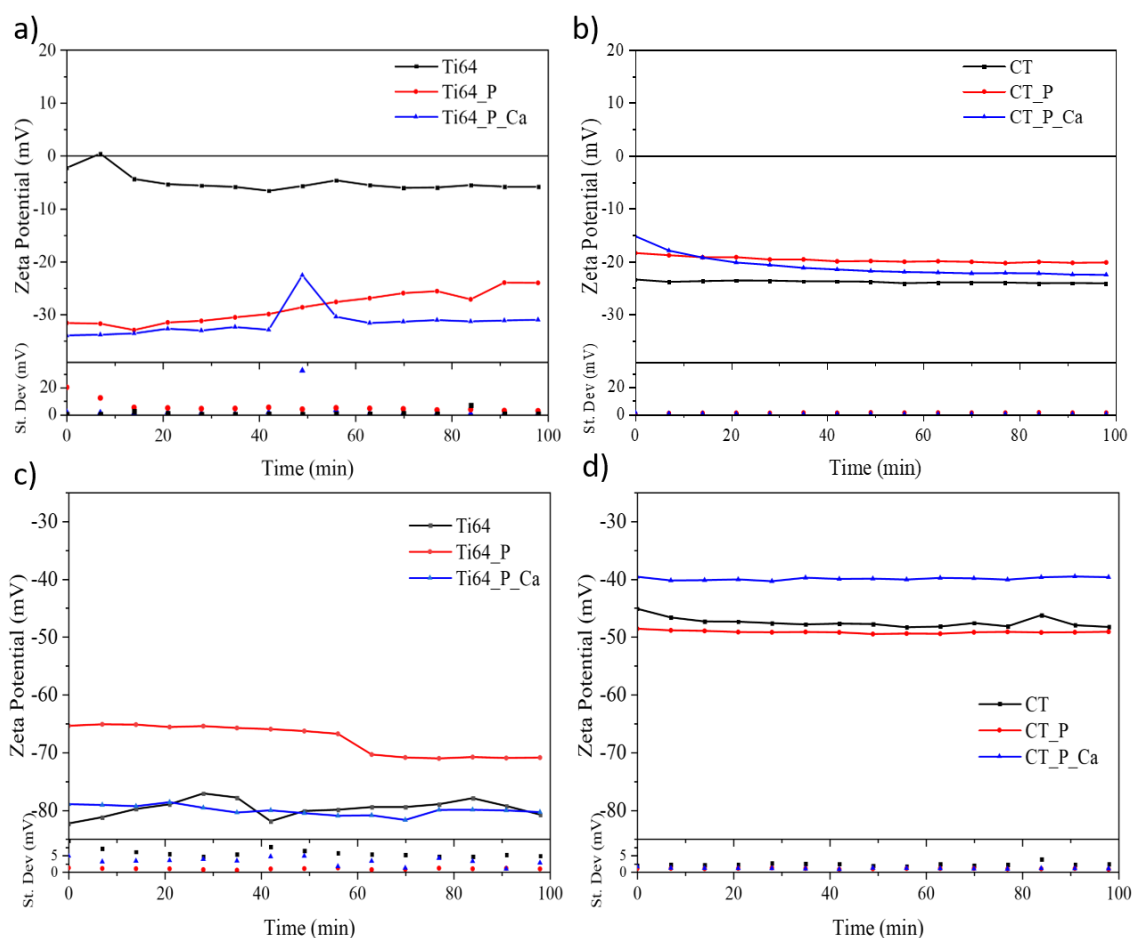 a)
20
10
0
-10
-20
-30
Zeta Potential (mV)
Ti64
Ti64_P
Ti64_P_Ca
20
0
St. Dev (mV)
0 20 40 60 80 100
Time (min)
b)
20
10
0
-10
-20
-30
Zeta Potential (mV)
CT
CT_P
CT_P_Ca
20
0
St. Dev (mV)
0 20 40 60 80 100
Time (min)
c)
-30
-40
-50
-60
-70
-80
Zeta Potential (mV)
Ti64
Ti64_P
Ti64_P_Ca
5
0
St. Dev (mV)
0 20 40 60 80 100
Time (min)
d)
-30
-40
-50
-60
-70
-80
Zeta Potential (mV)
CT
CT_P
CT_P_Ca
5
0
St. Dev (mV)
0 20 40 60 80 100
Time (min)